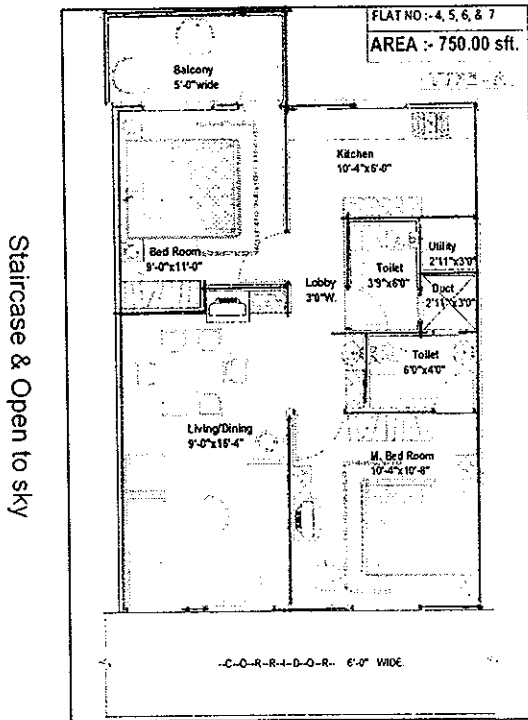 FLAT NO :- 4, 5, 6, & 7
AREA :- 750.00 sft.
TYPE - A
Balcony
5'-0" wide
Kitchen
10'-4"x6'-0"
Bed Room
9'-0"x11'-0"
Toilet
3'9"x6'0"
Utility
2'11"x3'0"
Lobby
3'0"W.
Duct
2'11"x3'0"
Toilet
6'0"x4'0"
Living/Dining
9'-0"x16'-4"
M. Bed Room
10'-4"x10'-8"
--C--O--R--R--I--D--O--R-- 6'-0" WIDE.
Staircase & Open to sky